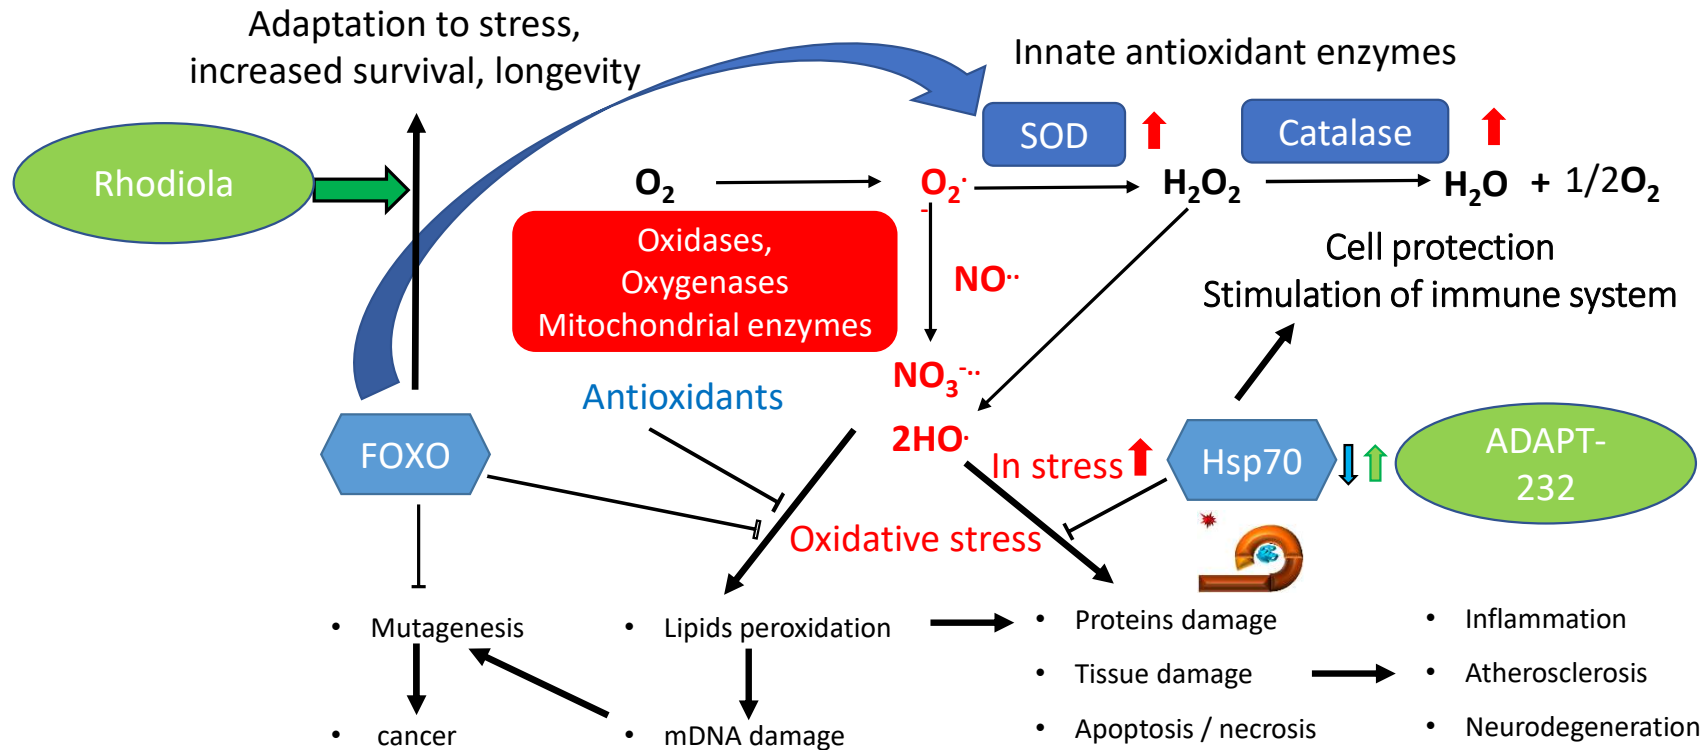 Adaptation to stress,
increased survival, longevity
Innate antioxidant enzymes
SOD
Catalase
Rhodiola
O₂
O₂·-
H₂O₂
H₂O + 1/2O₂
Oxidases,
Oxygenases
Mitochondrial enzymes
NO··
Cell protection
Stimulation of immune system
NO₃-··
Antioxidants
2HO·
FOXO
In stress
Hsp70
ADAPT-
232
Oxidative stress
• Mutagenesis
• cancer
• Lipids peroxidation
• mDNA damage
• Proteins damage
• Tissue damage
• Apoptosis / necrosis
• Inflammation
• Atherosclerosis
• Neurodegeneration